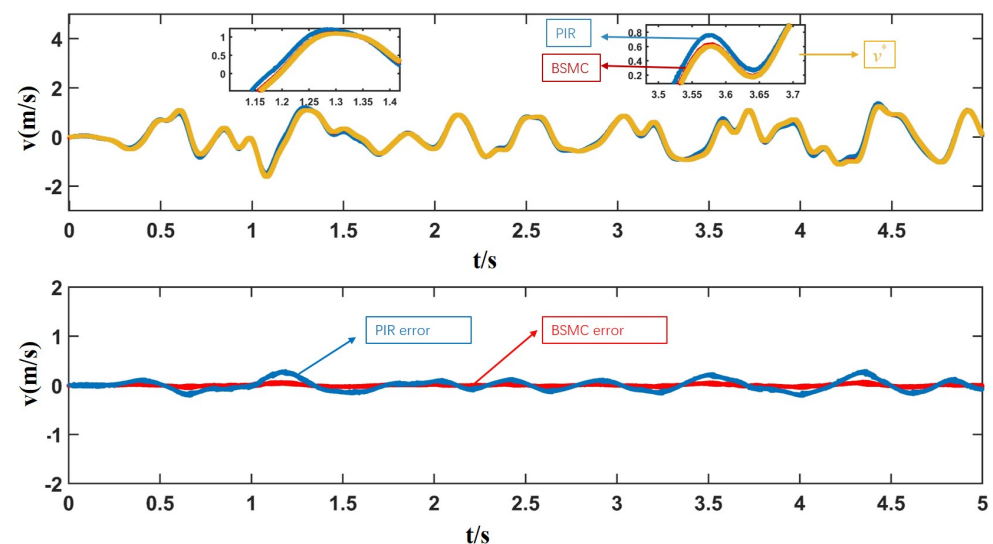 4
2
0
-2
v(m/s)
1
0.5
0
1.15 1.2 1.25 1.3 1.35 1.4
PIR
BSMC
0.8
0.6
0.4
0.2
3.5 3.55 3.6 3.65 3.7
v*
0 0.5 1 1.5 2 2.5 3 3.5 4 4.5
t/s
2
1
0
-1
-2
v(m/s)
PIR error
BSMC error
0 0.5 1 1.5 2 2.5 3 3.5 4 4.5 5
t/s